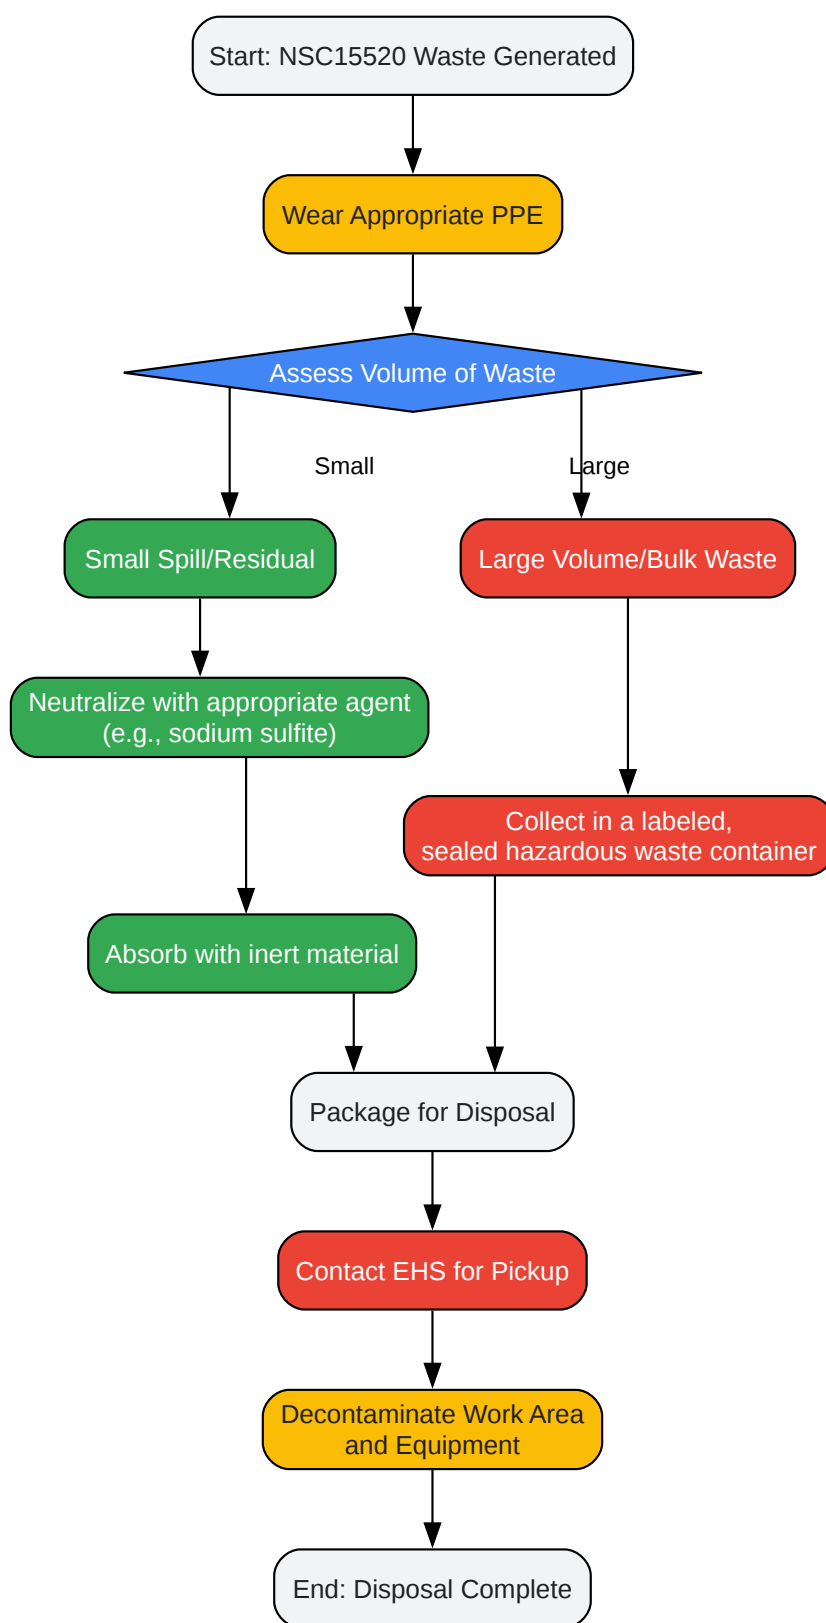 Start: NSC15520 Waste Generated
Wear Appropriate PPE
Assess Volume of Waste
Small
Large
Small Spill/Residual
Large Volume/Bulk Waste
Neutralize with appropriate agent
(e.g., sodium sulfite)
Collect in a labeled,
sealed hazardous waste container
Absorb with inert material
Package for Disposal
Contact EHS for Pickup
Decontaminate Work Area
and Equipment
End: Disposal Complete